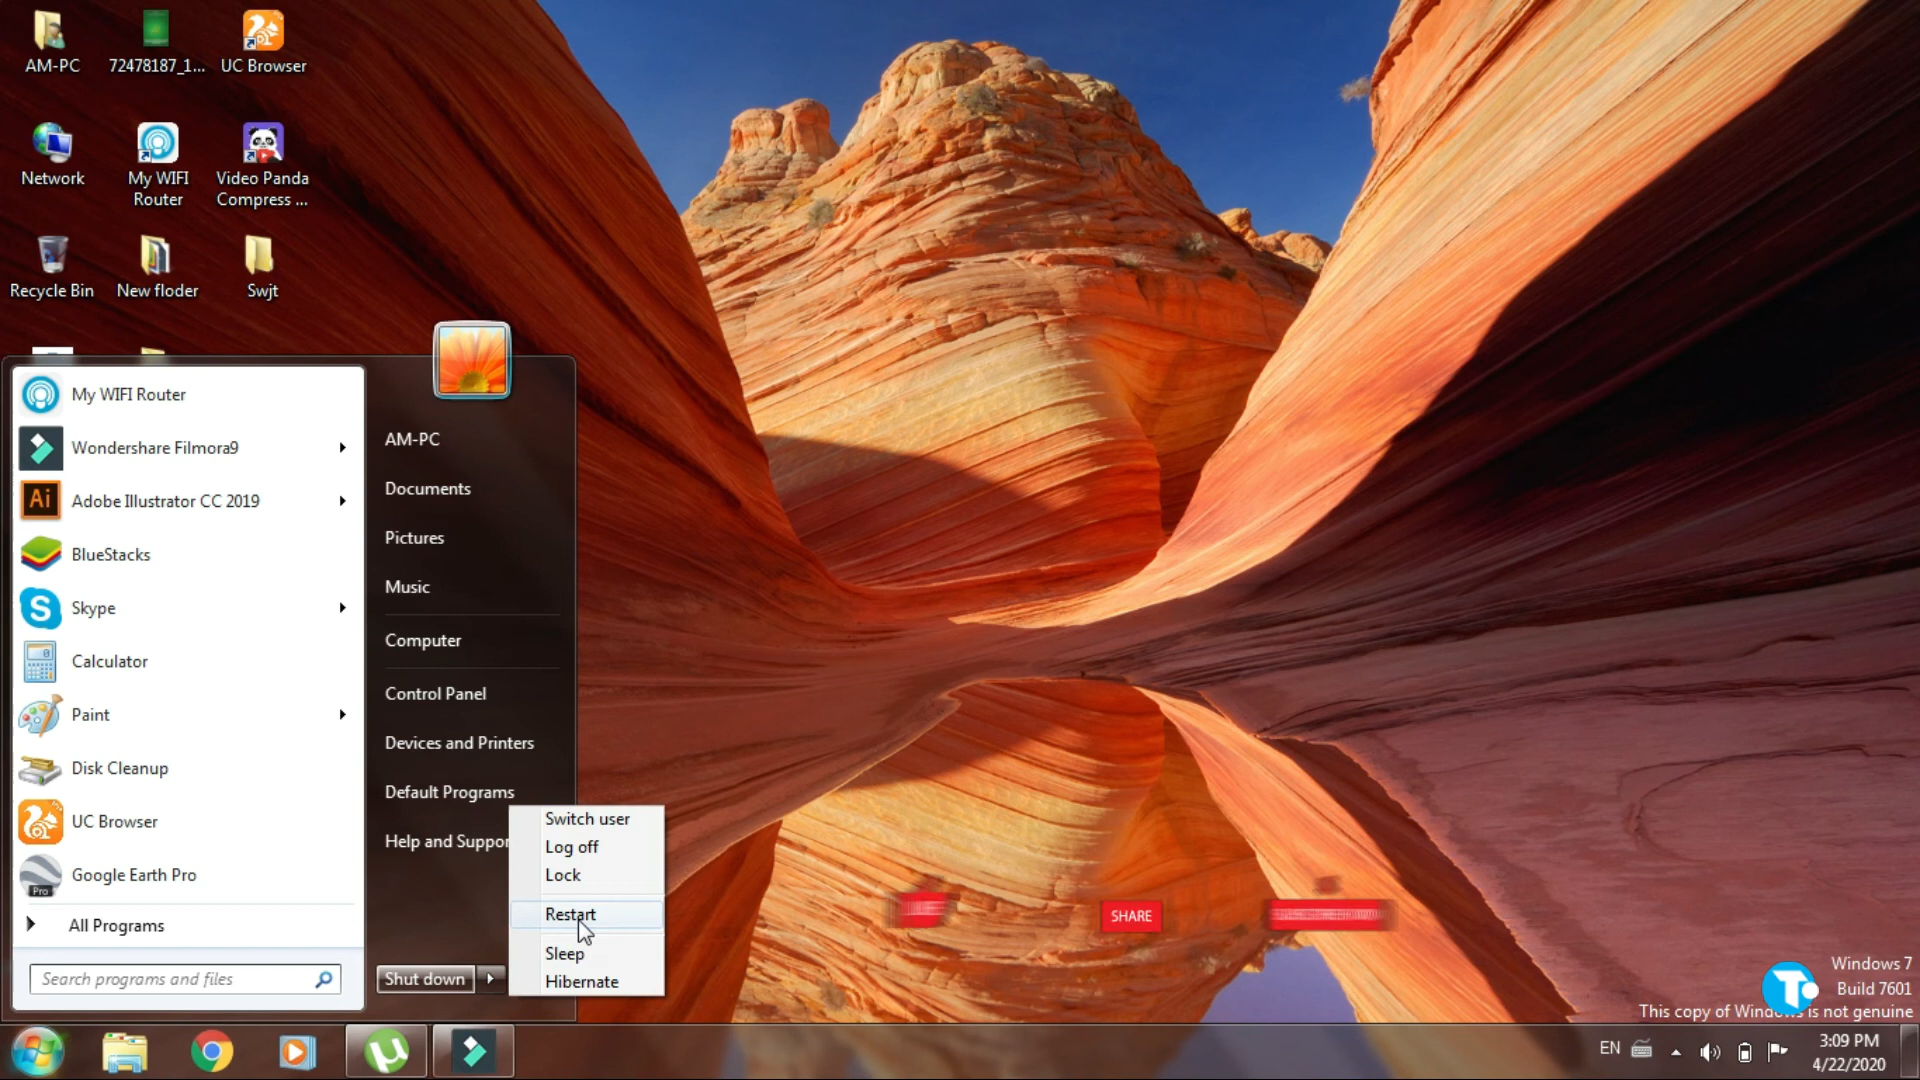 AM-PC
72478187_1...
UC Browser
Network
My WIFI
Router
Video Panda
Compress ...
Recycle Bin
New floder
Swjt
My WIFI Router
Wondershare Filmora9
Ai
Adobe Illustrator CC 2019
BlueStacks
S
Skype
0
Calculator
Paint
Disk Cleanup
UC Browser
Pro
Google Earth Pro
All Programs
Search programs and files
AM-PC
Documents
Pictures
Music
Computer
Control Panel
Devices and Printers
Default Programs
Help and Suppor
Shut down
Switch user
Log off
Lock
Restart
Sleep
Hibernate
SHARE
Windows 7
Build 7601
This copy of Windows is not genuine
EN
3:09 PM
4/22/2020